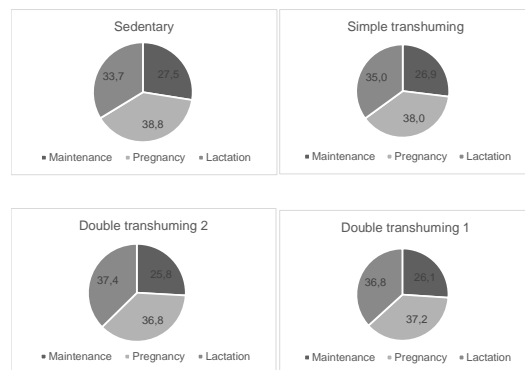 Sedentary
27,5
38,8
33,7
Maintenance Pregnancy Lactation
Simple transhuming
26,9
38,0
35,0
Maintenance Pregnancy Lactation
Double transhuming 2
25,8
36,8
37,4
Maintenance Pregnancy Lactation
Double transhuming 1
26,1
37,2
36,8
Maintenance Pregnancy Lactation